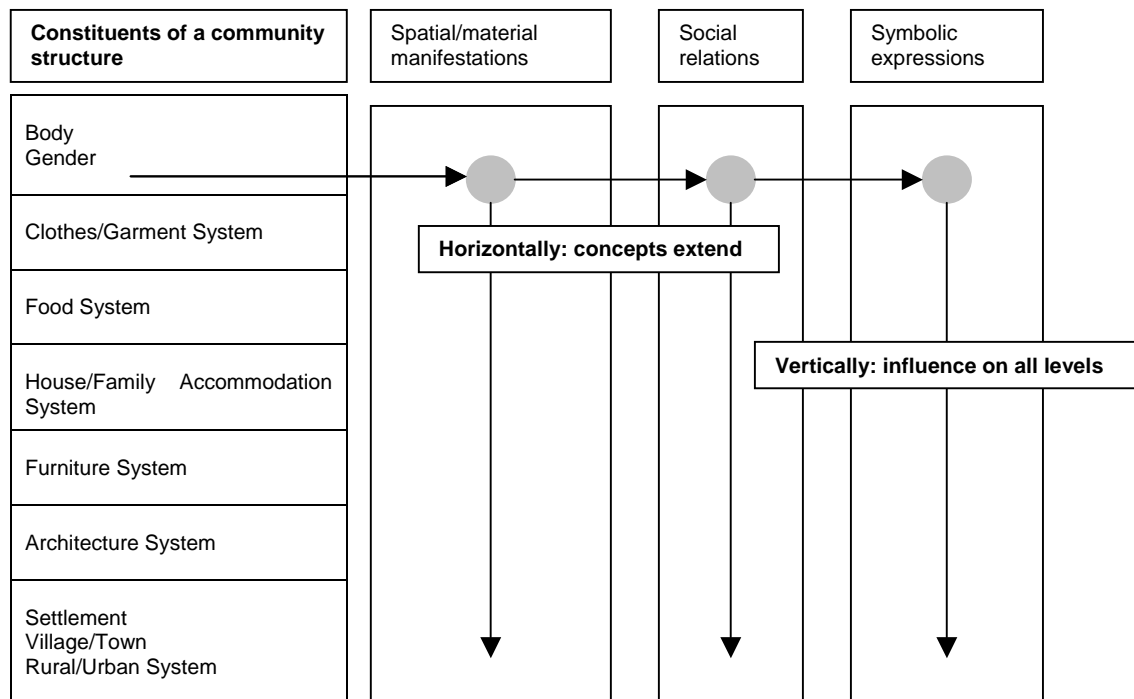 Constituents of a community
structure
Spatial/material
manifestations
Social
relations
Symbolic
expressions
Body
Gender
Clothes/Garment System
Horizontally: concepts extend
Food System
Vertically: influence on all levels
House/Family Accommodation
System
Furniture System
Architecture System
Settlement
Village/Town
Rural/Urban System